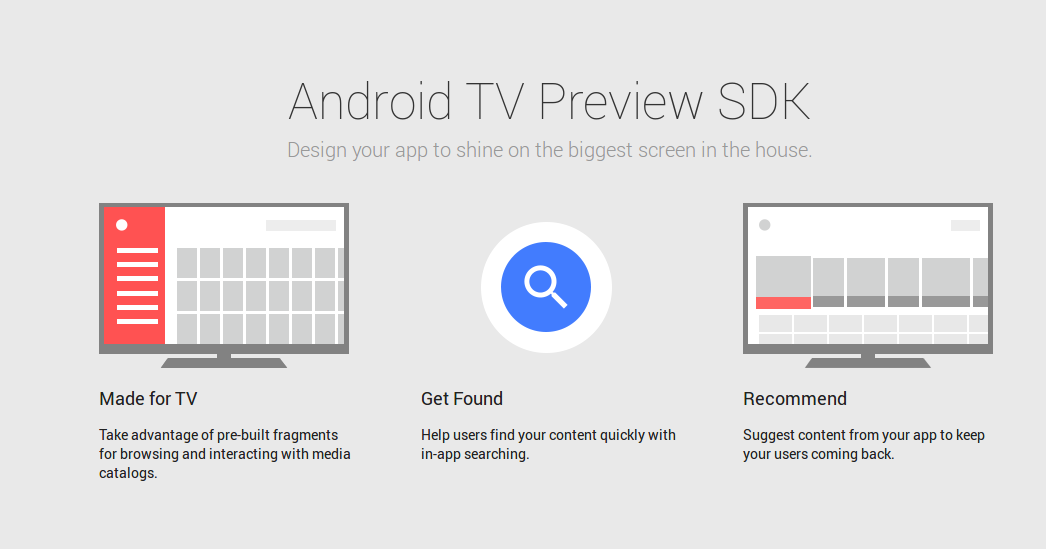 Android TV Preview SDK
Design your app to shine on the biggest screen in the house.
Made for TV
Take advantage of pre-built fragments
for browsing and interacting with media
catalogs.
Get Found
Help users find your content quickly with
in-app searching.
Recommend
Suggest content from your app to keep
your users coming back.